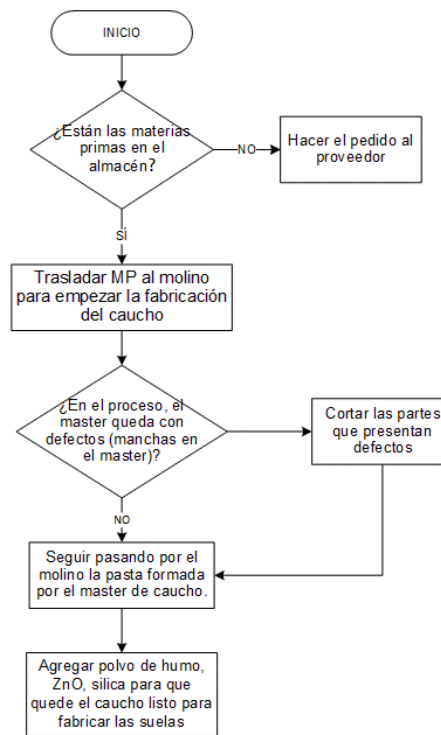 INICIO
¿Están las materias
primas en el
almacén?
NO
Hacer el pedido al
proveedor
SÍ
Trasladar MP al molino
para empezar la fabricación
del caucho
¿En el proceso, el
master queda con
defectos (manchas en
el master)?
Cortar las partes
que presentan
defectos
NO
Seguir pasando por el
molino la pasta formada
por el master de caucho.
Agregar polvo de humo,
ZnO, silica para que
quede el caucho listo para
fabricar las suelas